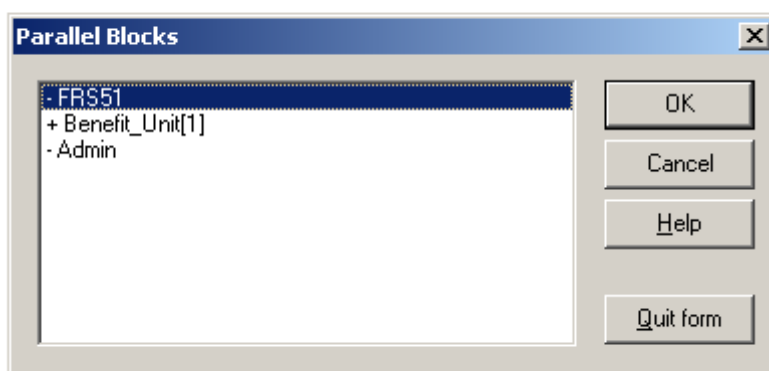 Parallel Blocks
- FRS51
+ Benefit_Unit[1]
- Admin
OK
Cancel
Help
Quit form